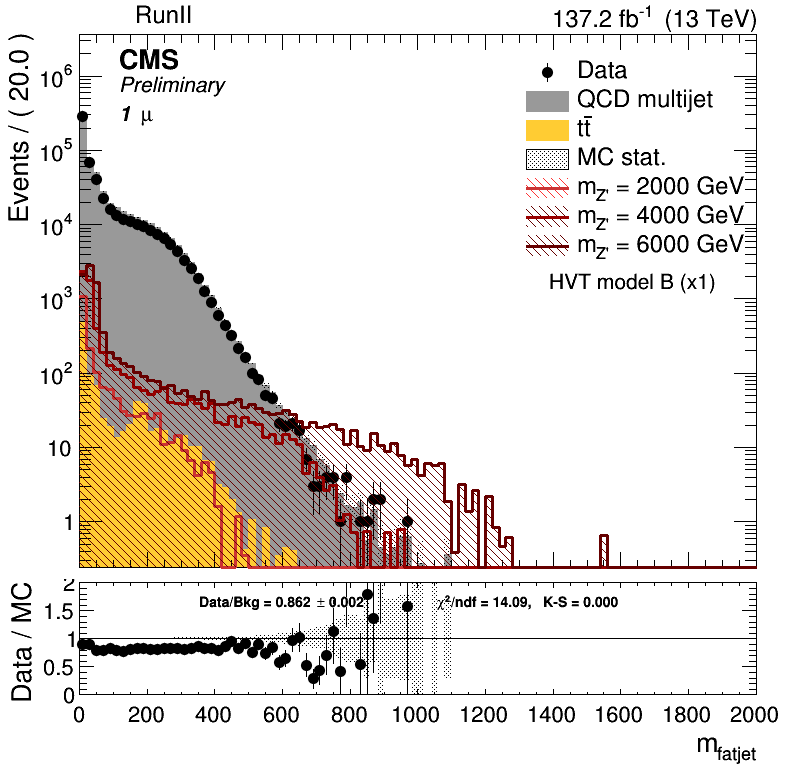 RunII
137.2 fb⁻¹ (13 TeV)
CMS
Preliminary
1 μ
Data
QCD multijet
tt̄
MC stat.
m_Z' = 2000 GeV
m_Z' = 4000 GeV
m_Z' = 6000 GeV
HVT model B (x1)
Events / ( 20.0 )
10⁶
10⁵
10⁴
10³
10²
10
1
Data/Bkg = 0.862 ± 0.002
χ²/ndf = 14.09, K-S = 0.000
Data / MC
2
1.5
1
0.5
0
0 200 400 600 800 1000 1200 1400 1600 1800 2000
m_fatjet